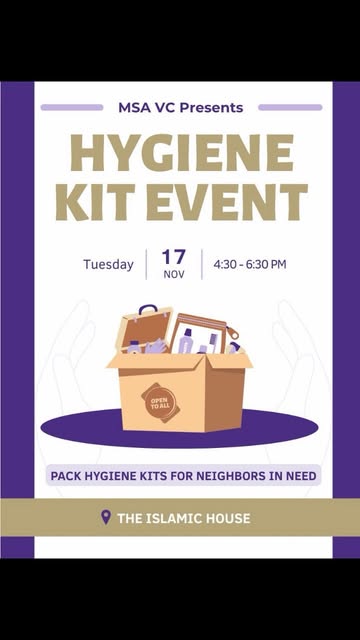 MSA VC Presents
HYGIENE
KIT EVENT
Tuesday
17
NOV
4:30 - 6:30 PM
OPEN
TO ALL
PACK HYGIENE KITS FOR NEIGHBORS IN NEED
THE ISLAMIC HOUSE